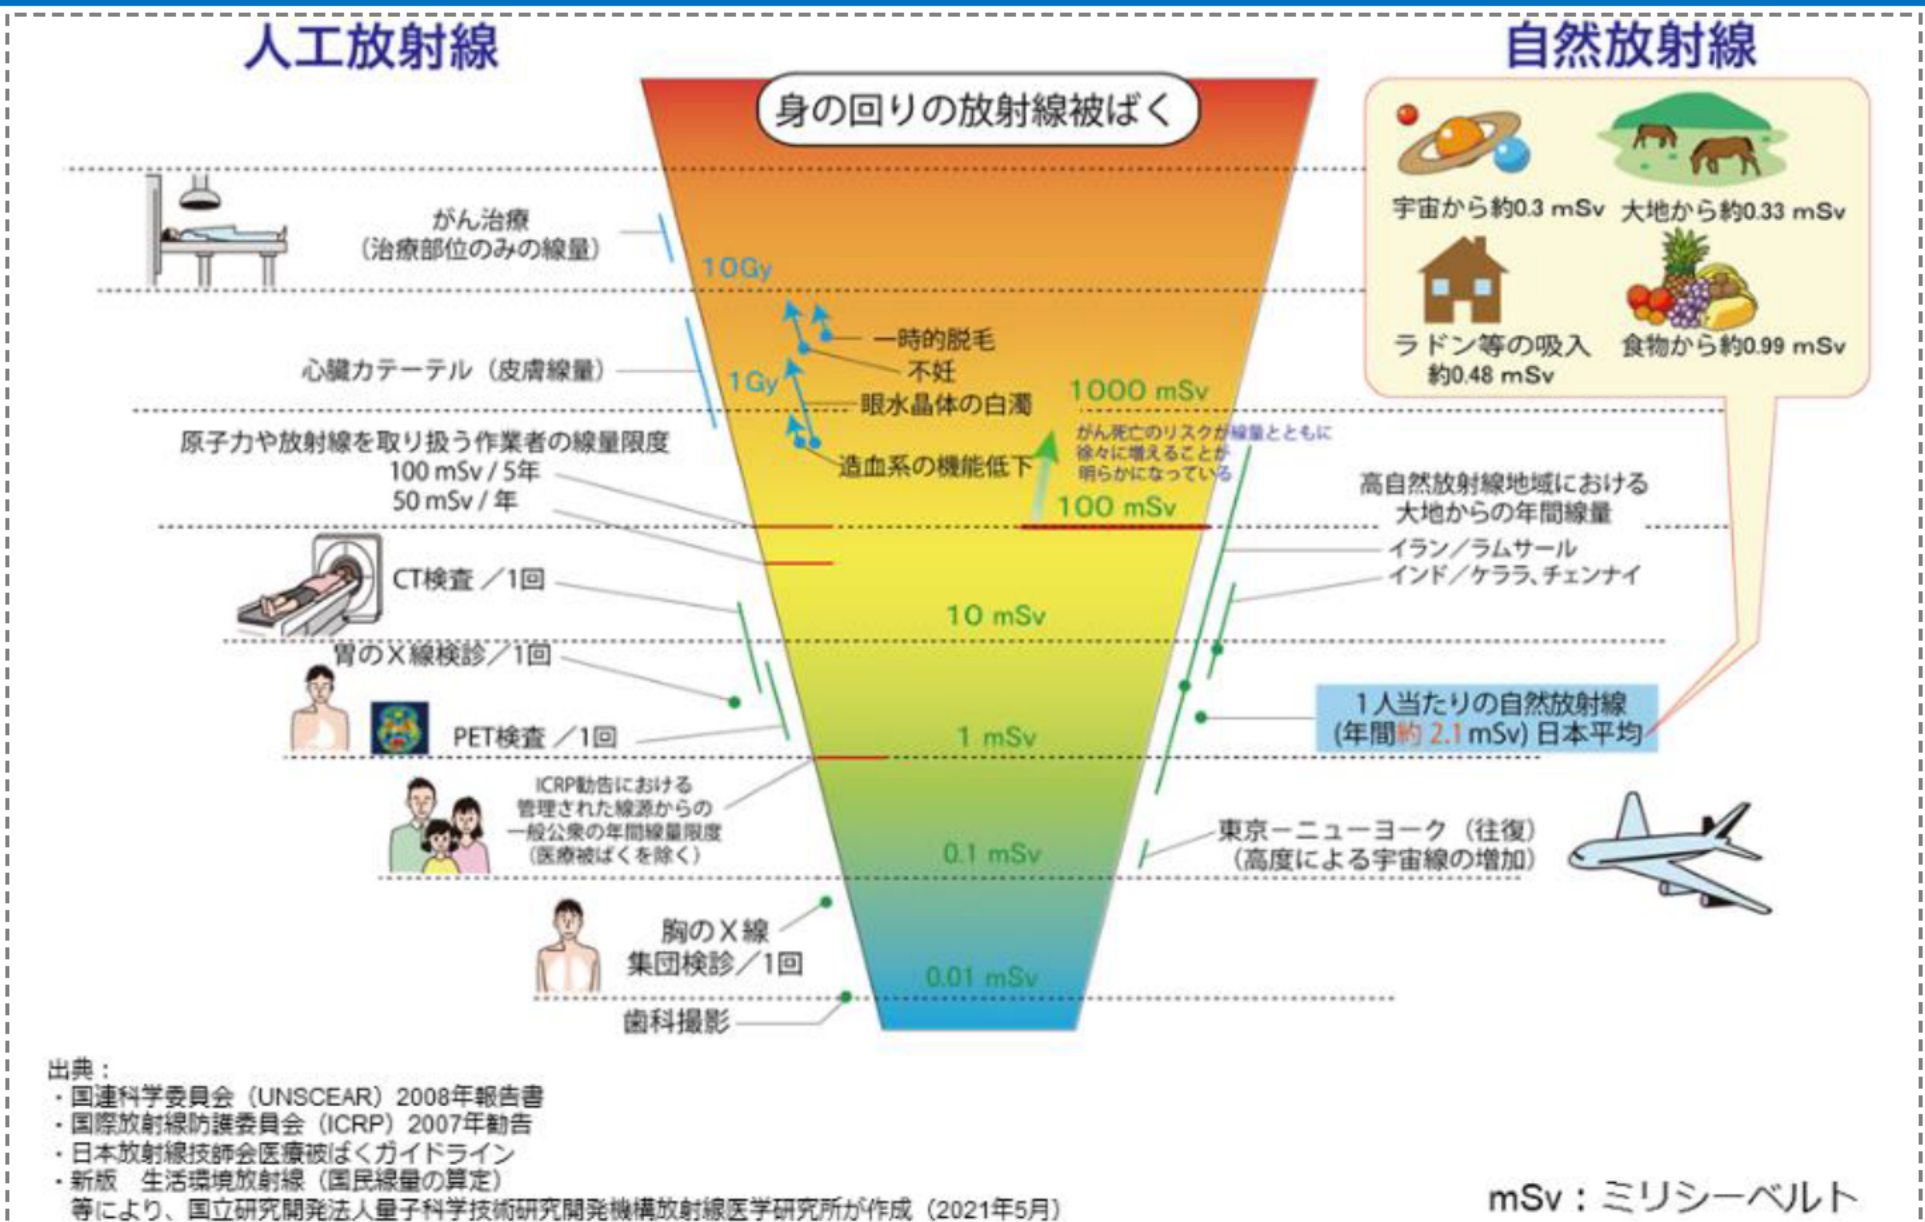 人工放射線
自然放射線
身の回りの放射線被ばく
宇宙から約0.3 mSv
大地から約0.33 mSv
ラドン等の吸入
約0.48 mSv
食物から約0.99 mSv
がん治療
(治療部位のみの線量)
10Gy
一時的脱毛
不妊
心臓カテーテル（皮膚線量）
1Gy
眼水晶体の白濁
1000 mSv
造血系の機能低下
がん死亡のリスクが線量とともに
徐々に増えることが
明らかになっている
100 mSv
原子力や放射線を取り扱う作業者の線量限度
100 mSv / 5年
50 mSv / 年
高自然放射線地域における
大地からの年間線量
イラン／ラムサール
インド／ケララ、チェンナイ
CT検査 ／1回
10 mSv
胃のX線検診／1回
PET検査 ／1回
1 mSv
1人当たりの自然放射線
(年間約 2.1mSv) 日本平均
ICRP勧告における
管理された線源からの
一般公衆の年間線量限度
(医療被ばくを除く)
0.1 mSv
東京－ニューヨーク（往復）
(高度による宇宙線の増加)
胸のX線
集団検診／1回
0.01 mSv
歯科撮影
出典：
・国連科学委員会（UNSCEAR）2008年報告書
・国際放射線防護委員会（ICRP）2007年勧告
・日本放射線技師会医療被ばくガイドライン
・新版　生活環境放射線（国民線量の算定）
等により、国立研究開発法人量子科学技術研究開発機構放射線医学研究所が作成（2021年5月）
mSv：ミリシーベルト